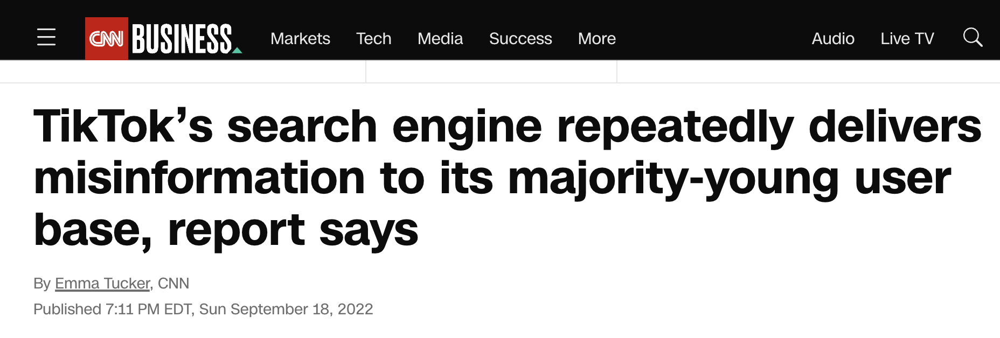 CNN BUSINESS Markets Tech Media Success More Audio Live TV
TikTok’s search engine repeatedly delivers
misinformation to its majority-young user
base, report says
By Emma Tucker, CNN
Published 7:11 PM EDT, Sun September 18, 2022